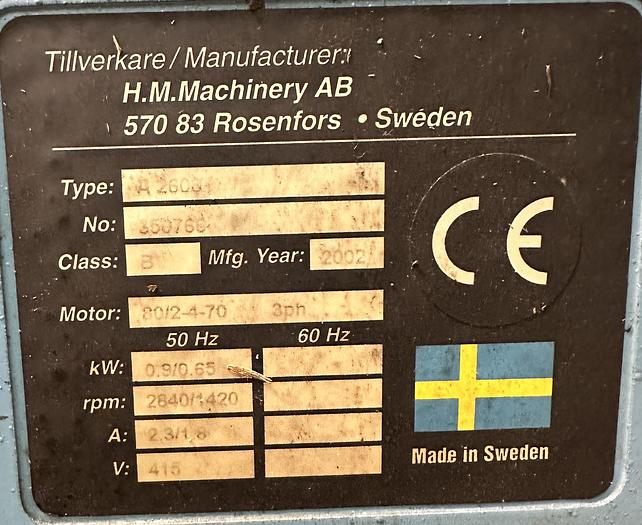 Tillverkare / Manufacturer:
H.M.Machinery AB
570 83 Rosenfors • Sweden
Type:
No:
Class: B Mfg. Year: 2002
Motor: 80/2-4-70 3ph
50 Hz 60 Hz
kW: 0.9/0.65
rpm: 2840/1420
A: 2.3/1.8
V: 415
CE
Made in Sweden